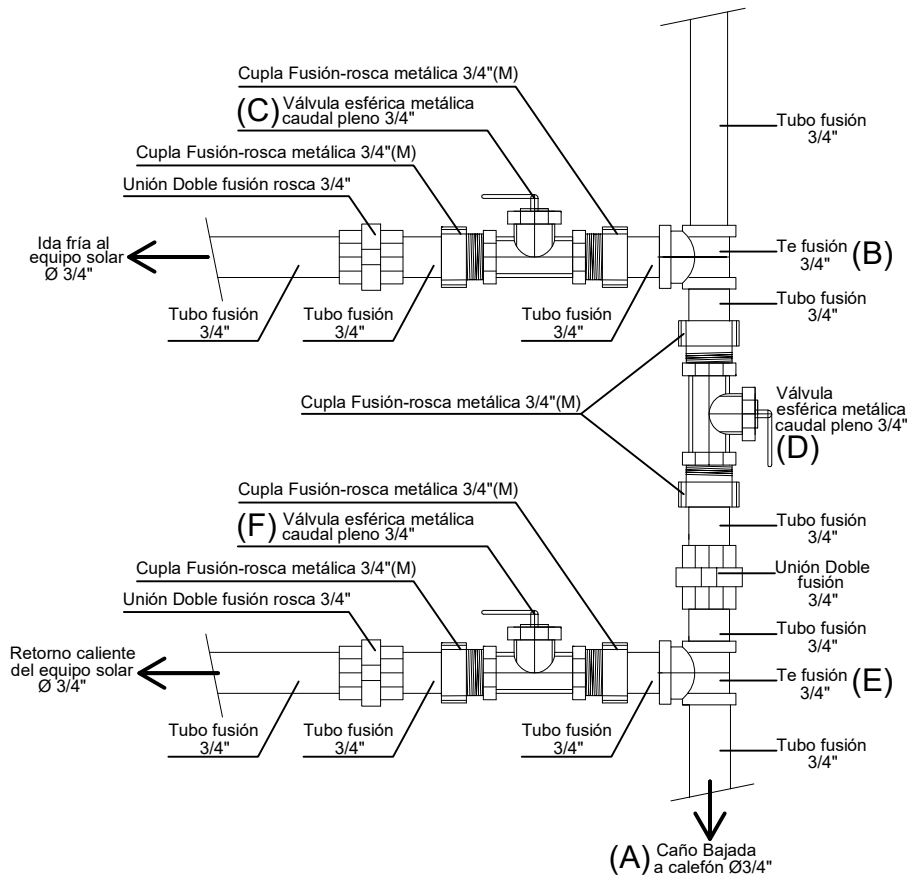 Cupla Fusión-rosca metálica 3/4"(M)
(C) Válvula esférica metálica
caudal pleno 3/4"
Cupla Fusión-rosca metálica 3/4"(M)
Unión Doble fusión rosca 3/4"
Tubo fusión
3/4"
Ida fría al
equipo solar
Ø 3/4"
Te fusión
3/4"
(B)
Tubo fusión
3/4"
Tubo fusión
3/4"
Tubo fusión
3/4"
Tubo fusión
3/4"
Cupla Fusión-rosca metálica 3/4"(M)
Válvula
esférica metálica
caudal pleno 3/4"
(D)
Cupla Fusión-rosca metálica 3/4"(M)
(F) Válvula esférica metálica
caudal pleno 3/4"
Cupla Fusión-rosca metálica 3/4"(M)
Unión Doble fusión rosca 3/4"
Tubo fusión
3/4"
Unión Doble
fusión
3/4"
Tubo fusión
3/4"
Retorno caliente
del equipo solar
Ø 3/4"
Te fusión
3/4"
(E)
Tubo fusión
3/4"
Tubo fusión
3/4"
Tubo fusión
3/4"
Tubo fusión
3/4"
(A) Caño Bajada
a calefón Ø3/4"